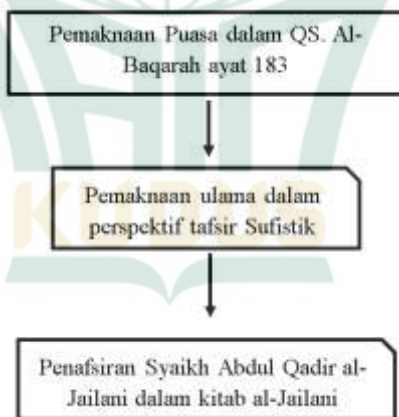 Pemaknaan Puasa dalam QS. Al-
Baqarah ayat 183
Pemaknaan ulama dalam
perspektif tafsir Sufistik
KUDUS
Penafsiran Syaikh Abdul Qadir al-
Jailani dalam kitab al-Jailani